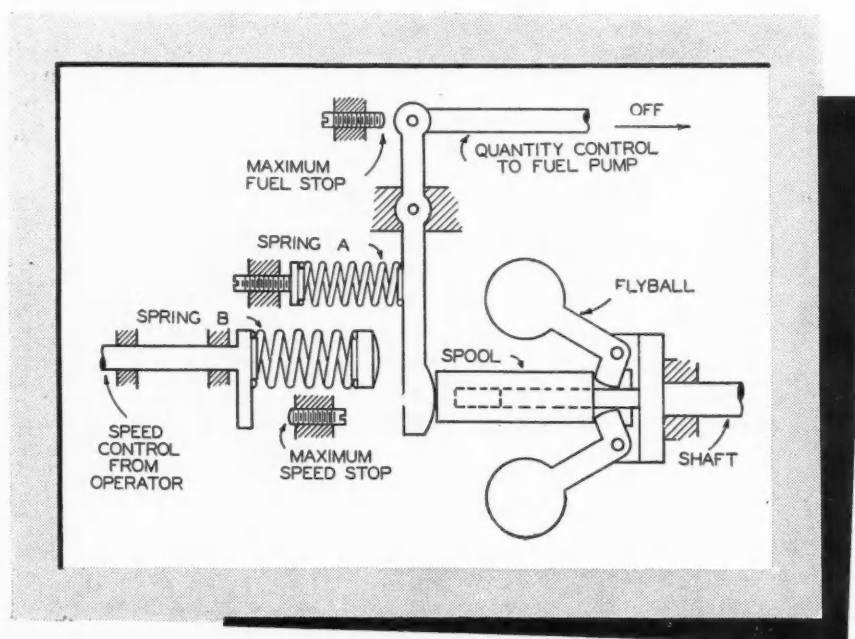 OFF
MAXIMUM
FUEL STOP
QUANTITY CONTROL
TO FUEL PUMP
SPRING A
FLYBALL
SPRING B
SPOOL
SPEED
CONTROL
FROM
OPERATOR
MAXIMUM
SPEED STOP
SHAFT